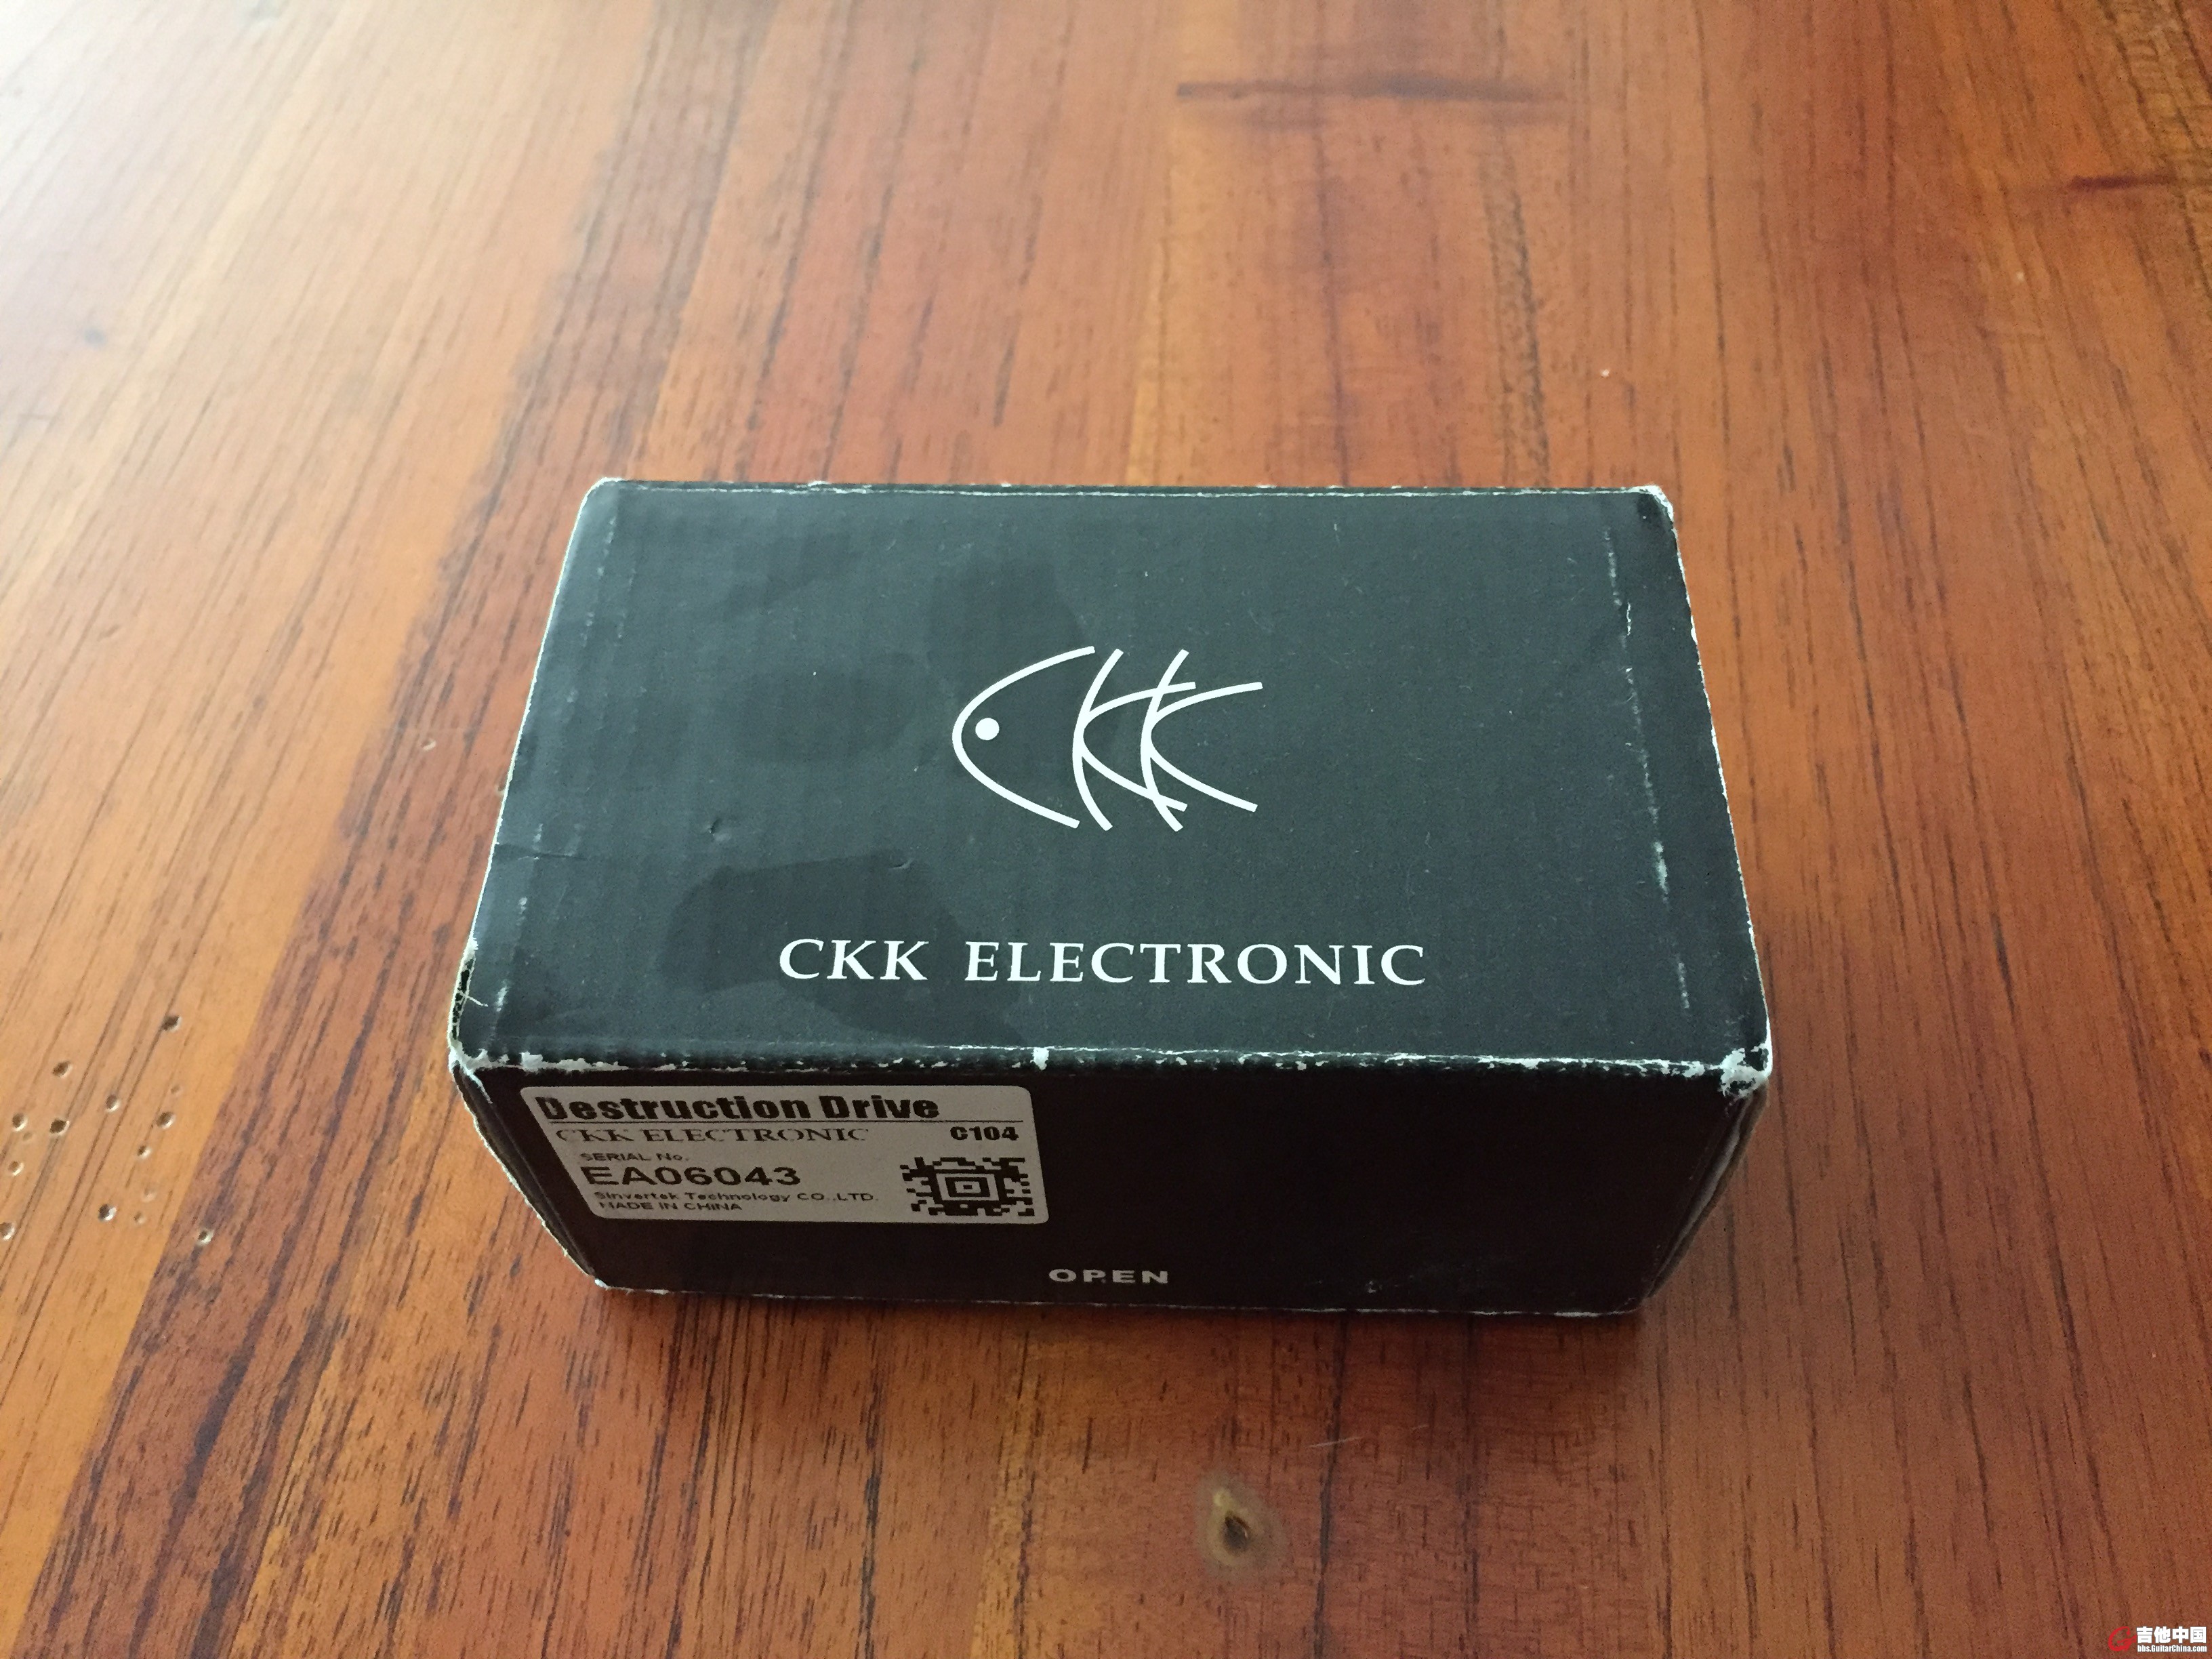 CKK
CKK ELECTRONIC
Destruction Drive
CKK ELECTRONIC C104
SERIAL No.
EA06043
Sinvertek Technology CO.,LTD.
MADE IN CHINA
OPEN
吉他中国
bbs.GuitarChina.com